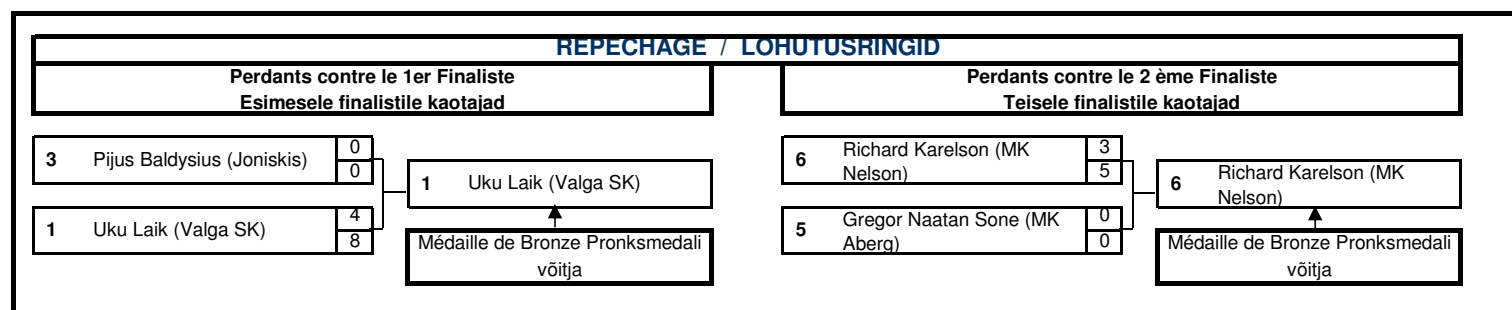 REPECHAGE / LOHUTUSRINGID
Perdants contre le 1er Finaliste
Esimesele finalistile kaotajad
Perdants contre le 2 ème Finaliste
Teisele finalistile kaotajad
3 Pijus Baldysius (Joniskis) 0
0
1 Uku Laik (Valga SK)
1 Uku Laik (Valga SK) 4
8
Médaille de Bronze Pronksmedali
võitja
6 Richard Karelson (MK
Nelson) 3
5
6 Richard Karelson (MK
Nelson)
5 Gregor Naatan Sone (MK
Aberg) 0
0
Médaille de Bronze Pronksmedali
võitja